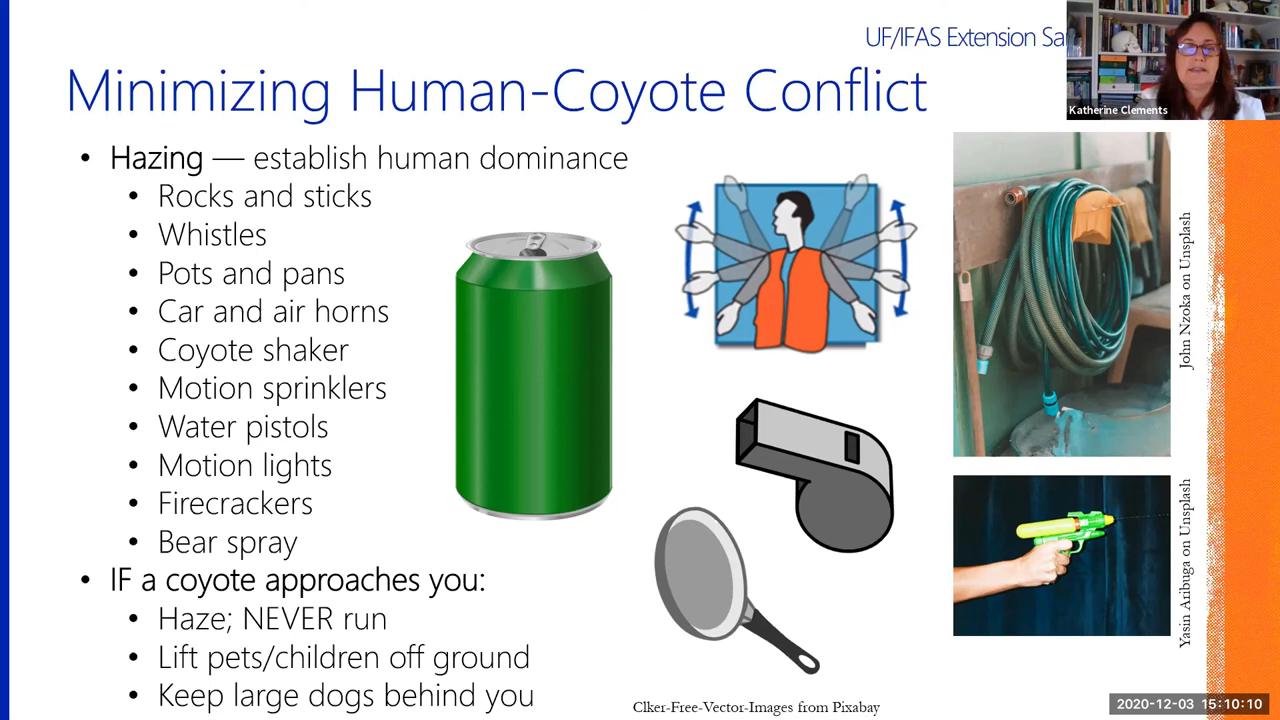 UF/IFAS Extension
Minimizing Human-Coyote Conflict
Katherine Clements
• Hazing — establish human dominance
• Rocks and sticks
• Whistles
• Pots and pans
• Car and air horns
• Coyote shaker
• Motion sprinklers
• Water pistols
• Motion lights
• Firecrackers
• Bear spray
• IF a coyote approaches you:
• Haze; NEVER run
• Lift pets/children off ground
• Keep large dogs behind you
John Nzoka on Unsplash
Yasin Aribuga on Unsplash
Clker-Free-Vector-Images from Pixabay
2020-12-03 15:10:10